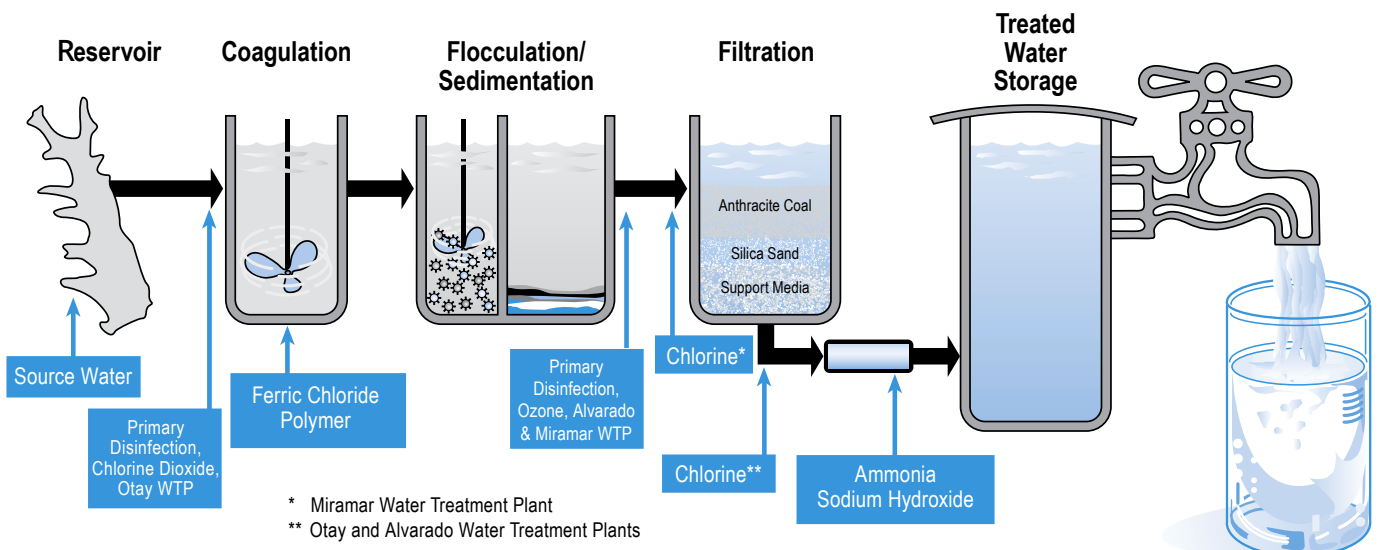 Reservoir
Coagulation
Flocculation/
Sedimentation
Filtration
Treated
Water
Storage
Anthracite Coal
Silica Sand
Support Media
Source Water
Primary
Disinfection,
Chlorine Dioxide,
Otay WTP
Ferric Chloride
Polymer
Primary
Disinfection,
Ozone, Alvarado
& Miramar WTP
Chlorine*
Chlorine**
Ammonia
Sodium Hydroxide
* Miramar Water Treatment Plant
** Otay and Alvarado Water Treatment Plants